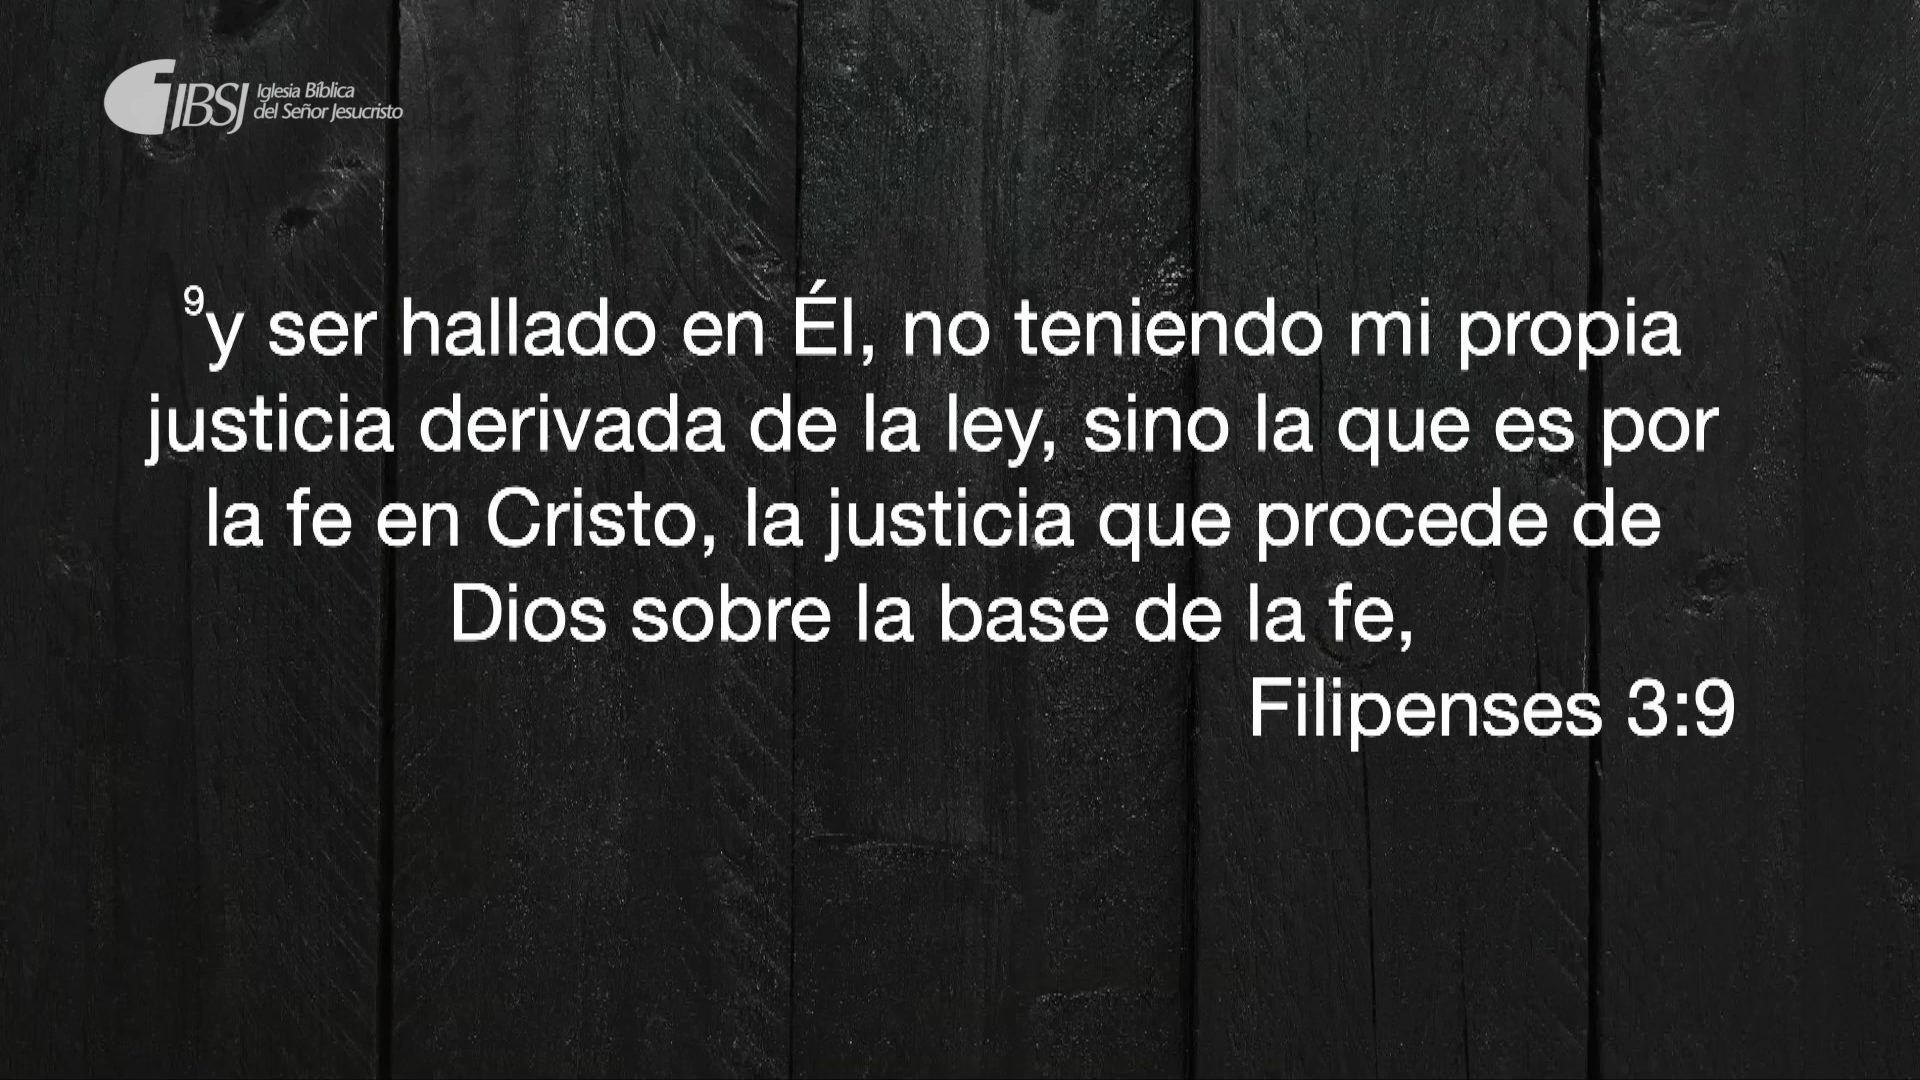 IBSJ
Iglesia Bíblica
del Señor Jesucristo
9y ser hallado en Él, no teniendo mi propia
justicia derivada de la ley, sino la que es por
la fe en Cristo, la justicia que procede de
Dios sobre la base de la fe,
Filipenses 3:9